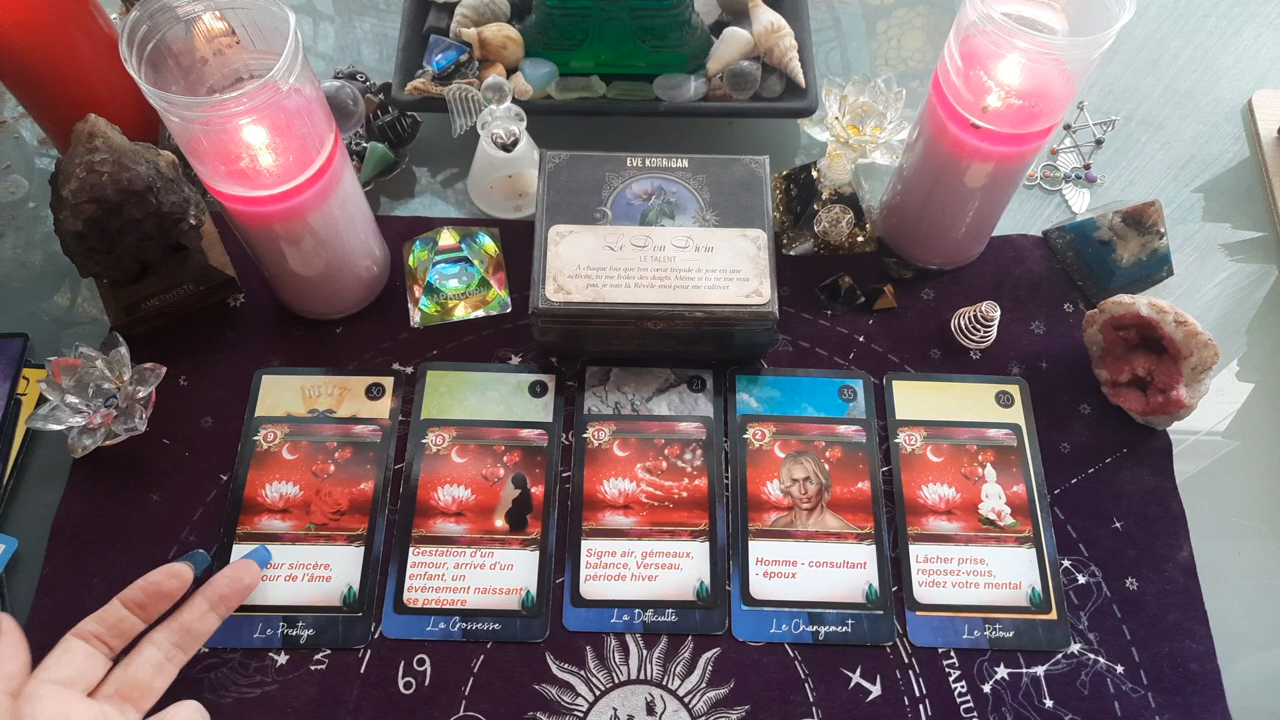 EVE KORRIGAN
Le Don Divin
LE TALENT
À chaque fois que ton cœur trépide de joie en une
activité, tu me frôles des doigts. Même si tu ne me vois
pas, je suis là. Révèle-moi pour me cultiver.
AMETHYSTE
CAPRICORN
30
9
our sincère,
our de l'âme
Le Prestige
4
16
Gestation d'un
amour, arrivé d'un
enfant, un
événement naissant
se prépare
La Grossesse
21
19
Signe air, gémeaux,
balance, Verseau,
période hiver
La Difficulté
35
2
Homme - consultant
- époux
Le Changement
20
12
Lâcher prise,
reposez-vous,
videz votre mental
Le Retour